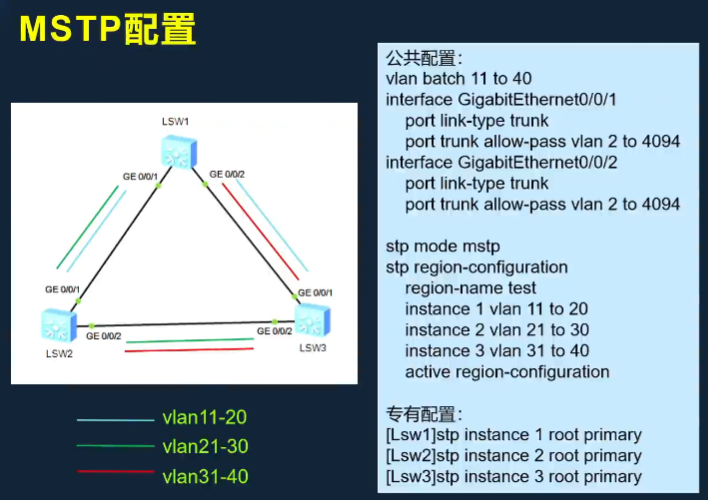 MSTP配置
LSW1
GE 0/0/1
GE 0/0/2
GE 0/0/1
GE 0/0/2
LSW2
GE 0/0/1
GE 0/0/2
LSW3
vlan11-20
vlan21-30
vlan31-40
公共配置:
vlan batch 11 to 40
interface GigabitEthernet0/0/1
port link-type trunk
port trunk allow-pass vlan 2 to 4094
interface GigabitEthernet0/0/2
port link-type trunk
port trunk allow-pass vlan 2 to 4094
stp mode mstp
stp region-configuration
region-name test
instance 1 vlan 11 to 20
instance 2 vlan 21 to 30
instance 3 vlan 31 to 40
active region-configuration
专有配置:
[Lsw1]stp instance 1 root primary
[Lsw2]stp instance 2 root primary
[Lsw3]stp instance 3 root primary